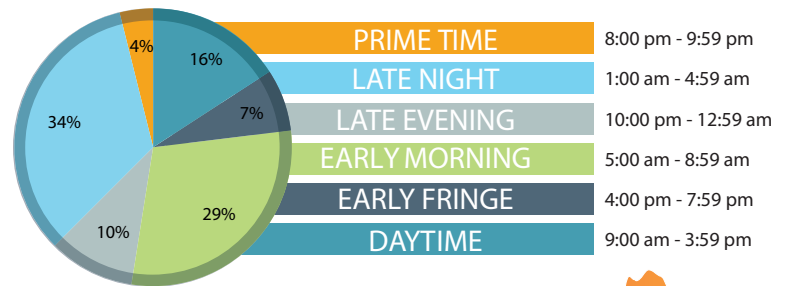 PRIME TIME 8:00 pm - 9:59 pm
4%
16%
LATE NIGHT 1:00 am - 4:59 am
7%
34%
LATE EVENING 10:00 pm - 12:59 am
EARLY MORNING 5:00 am - 8:59 am
EARLY FRINGE 4:00 pm - 7:59 pm
29%
10%
DAYTIME 9:00 am - 3:59 pm